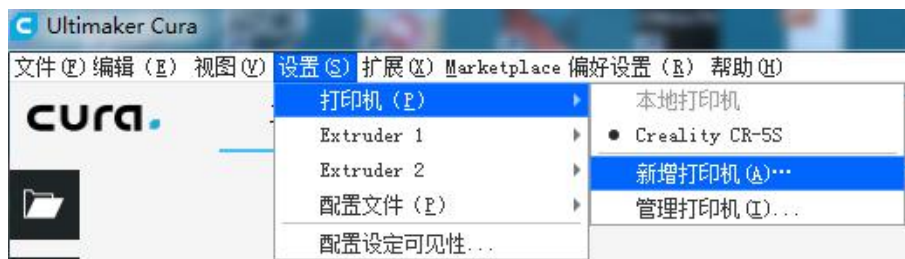 Ultimaker Cura
文件(F) 编辑 (E) 视图(V) 设置(S) 扩展(X) Marketplace 偏好设置 (R) 帮助(H)
cura.
打印机 (P)
Extruder 1
Extruder 2
配置文件 (P)
配置设定可见性...
本地打印机
Creality CR-5S
新增打印机(A)…
管理打印机(I)...